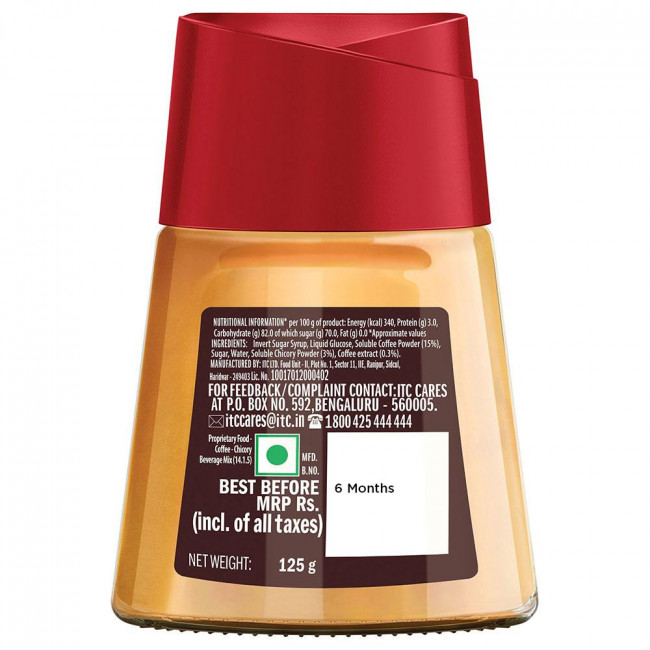 NUTRITIONAL INFORMATION* per 100 g of product: Energy (kcal) 340, Protein (g) 3.0,
Carbohydrate (g) 82.0 of which sugar (g) 70.0, Fat (g) 0.0 *Approximate values
INGREDIENTS: Invert Sugar Syrup, Liquid Glucose, Soluble Coffee Powder (15%),
Sugar, Water, Soluble Chicory Powder (3%), Coffee extract (0.3%).
MANUFACTURED BY: ITC LTD. Food Unit - II. Plot No. 1, Sector 11, IIE, Ranipur, Sidcul,
Haridwar - 249403 Lic. No. 10017012000402
FOR FEEDBACK/COMPLAINT CONTACT:ITC CARES
AT P.O. BOX NO. 592,BENGALURU - 560005.
itccares@itc.in 1800 425 444 444
Proprietary Food -
Coffee - Chicory
Beverage Mix (14.1.5)
MFD.
B.NO.
BEST BEFORE
6 Months
MRP Rs.
(incl. of all taxes)
NET WEIGHT: 125 g